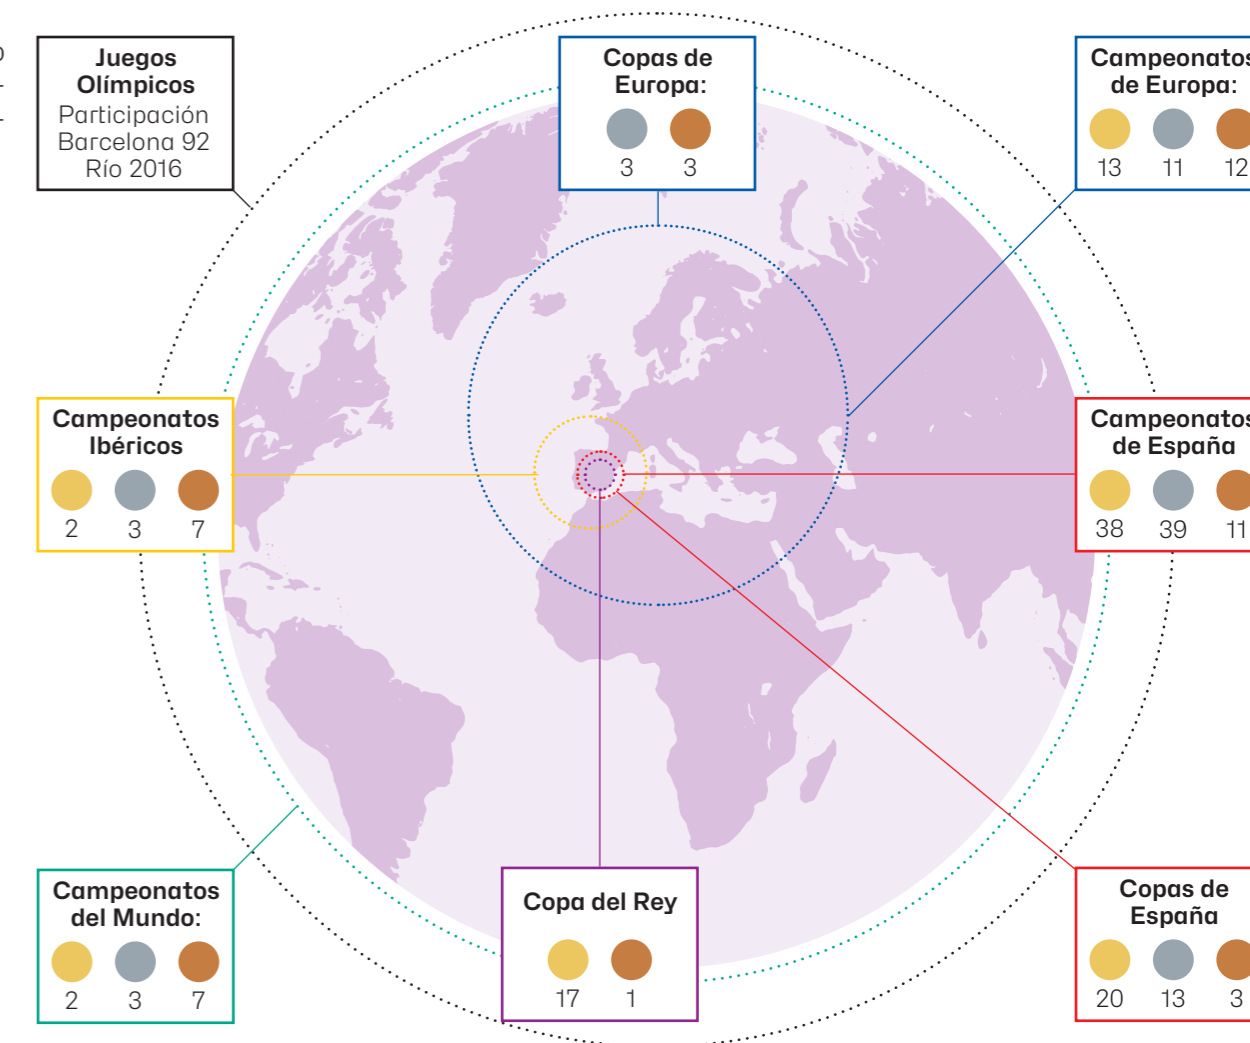 Juegos
Olímpicos
Participación
Barcelona 92
Río 2016
Copas de
Europa:
3 3
Campeonatos
de Europa:
13 11 12
Campeonatos
Ibéricos
2 3 7
Campeonatos
de España
38 39 11
Campeonatos
del Mundo:
2 3 7
Copa del Rey
17 1
Copas de
España
20 13 3